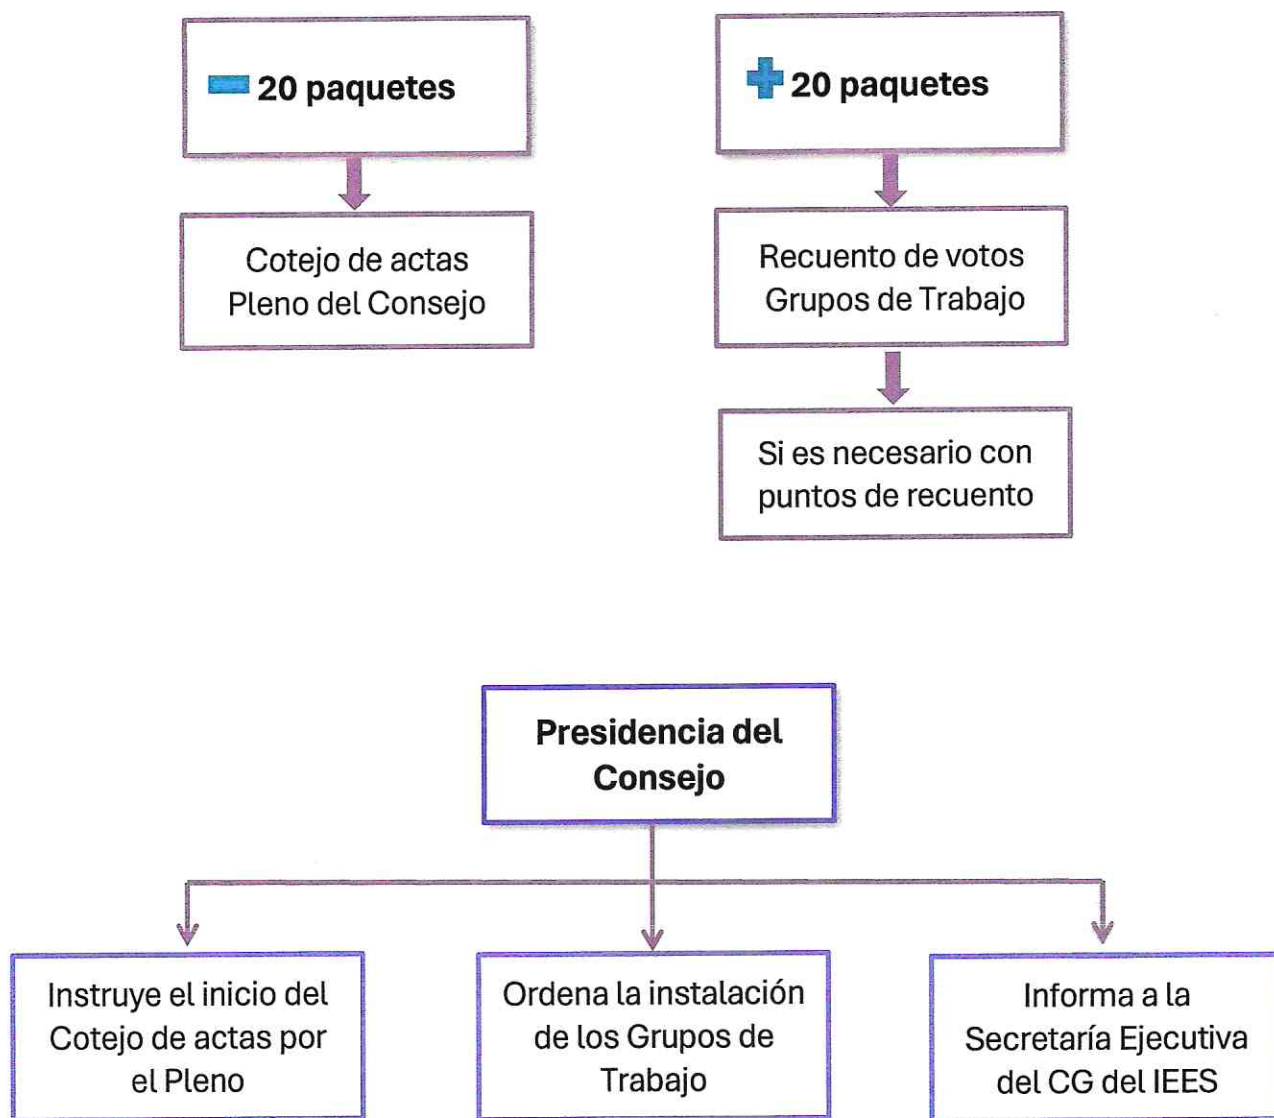 20 paquetes
20 paquetes
Cotejo de actas
Pleno del Consejo
Recuento de votos
Grupos de Trabajo
Si es necesario con
puntos de recuento
Presidencia del
Consejo
Instruye el inicio del
Cotejo de actas por
el Pleno
Ordena la instalación
de los Grupos de
Trabajo
Informa a la
Secretaría Ejecutiva
del CG del IEES